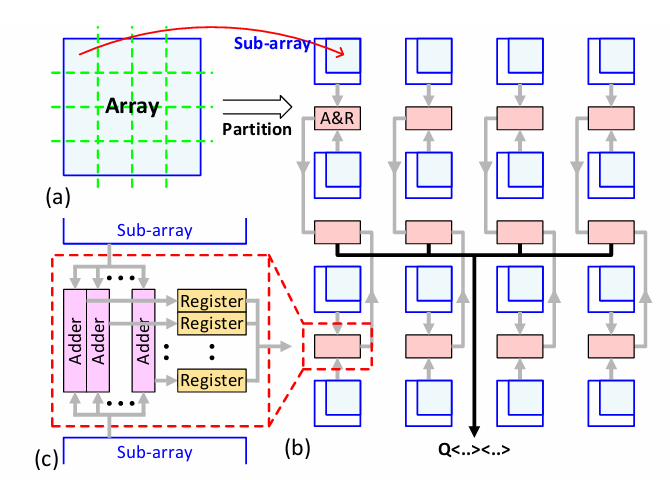 Sub-array
Array
A&R
Partition
(a)
Sub-array
Adder
Adder
Adder
Register
Register
Register
Sub-array
(c)
(b)
Q<..><..>